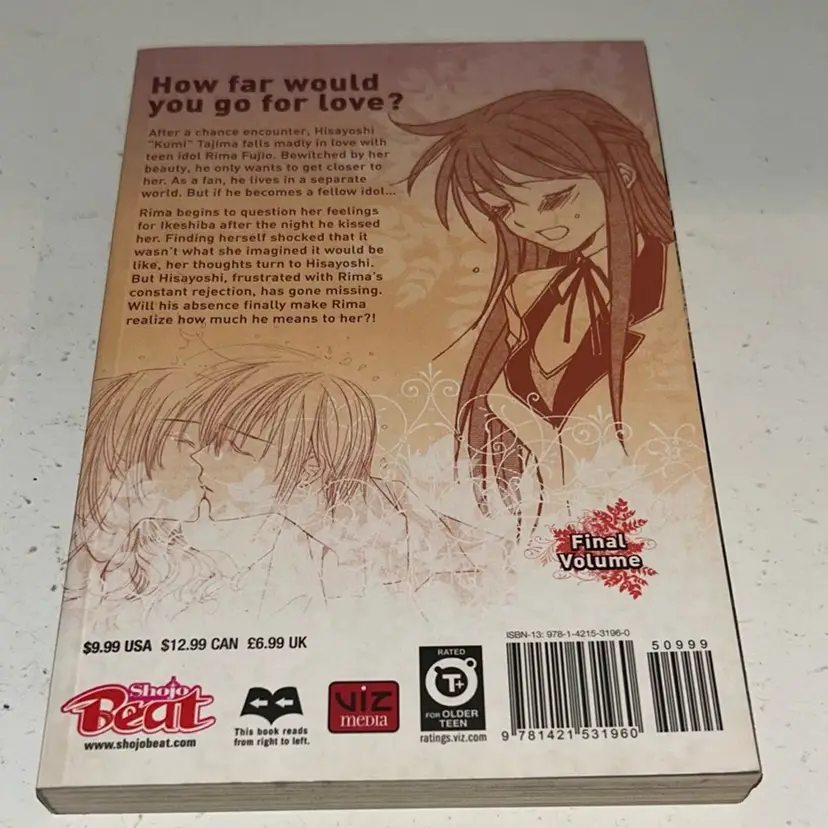 How far would
you go for love?
After a chance encounter, Hisayoshi
"Kumi" Tajima falls madly in love with
teen idol Rima Fujio. Bewitched by her
beauty, he only wants to get closer to
her. As a fan, he lives in a separate
world. But if he becomes a fellow idol...
Rima begins to question her feelings
for Ikeshiba after the night he kissed
her. Finding herself shocked that it
wasn't what she imagined it would be
like, her thoughts turn to Hisayoshi.
But Hisayoshi, frustrated with Rima's
constant rejection, has gone missing.
Will his absence finally make Rima
realize how much he means to her?!
Final
Volume
$9.99 USA $12.99 CAN £6.99 UK
Shojo
Beat
www.shojobeat.com
This book reads
from right to left.
VIZ
media
RATED
T+
FOR OLDER
TEEN
ratings.viz.com
ISBN-13: 978-1-4215-3196-0
50999
9 781421 531960